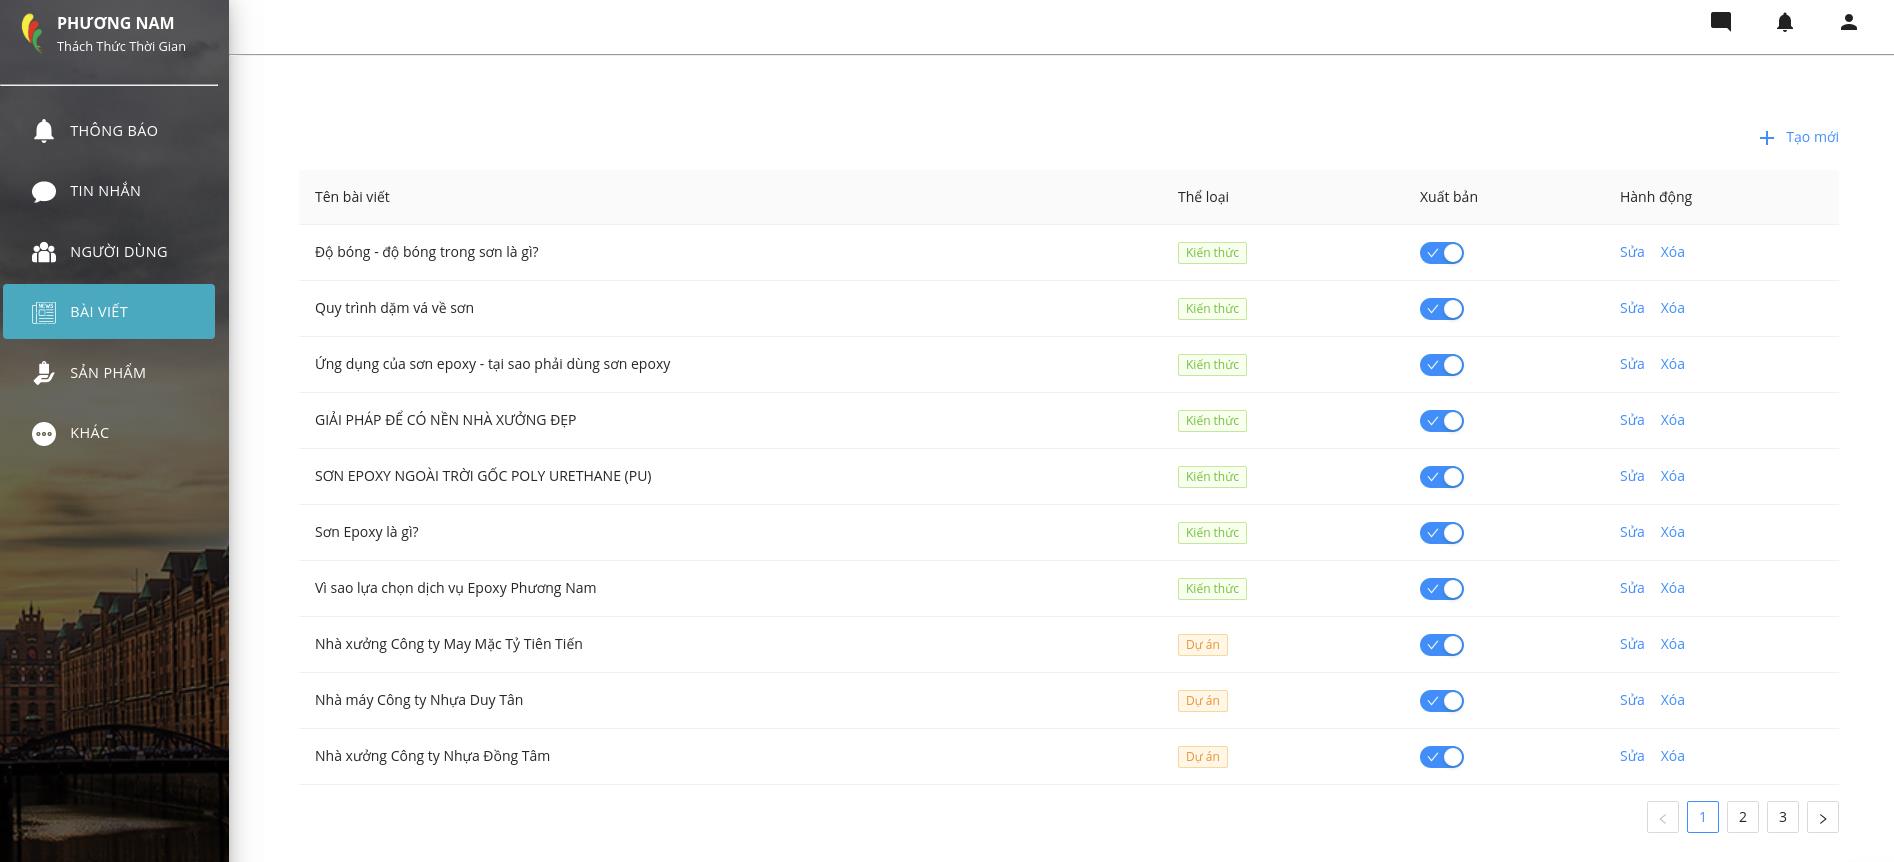 PHƯƠNG NAM
Thách Thức Thời Gian
THÔNG BÁO
TIN NHẮN
NGƯỜI DÙNG
BÀI VIẾT
SẢN PHẨM
KHÁC
Tạo mới
Tên bài viết Thể loại Xuất bản Hành động
Độ bóng - độ bóng trong sơn là gì? Kiến thức Sửa Xóa
Quy trình dặm vá về sơn Kiến thức Sửa Xóa
Ứng dụng của sơn epoxy - tại sao phải dùng sơn epoxy Kiến thức Sửa Xóa
GIẢI PHÁP ĐỂ CÓ NỀN NHÀ XƯỞNG ĐẸP Kiến thức Sửa Xóa
SƠN EPOXY NGOÀI TRỜI GỐC POLY URETHANE (PU) Kiến thức Sửa Xóa
Sơn Epoxy là gì? Kiến thức Sửa Xóa
Vì sao lựa chọn dịch vụ Epoxy Phương Nam Kiến thức Sửa Xóa
Nhà xưởng Công ty May Mặc Tỷ Tiên Tiến Dự án Sửa Xóa
Nhà máy Công ty Nhựa Duy Tân Dự án Sửa Xóa
Nhà xưởng Công ty Nhựa Đồng Tâm Dự án Sửa Xóa
< 1 2 3 >